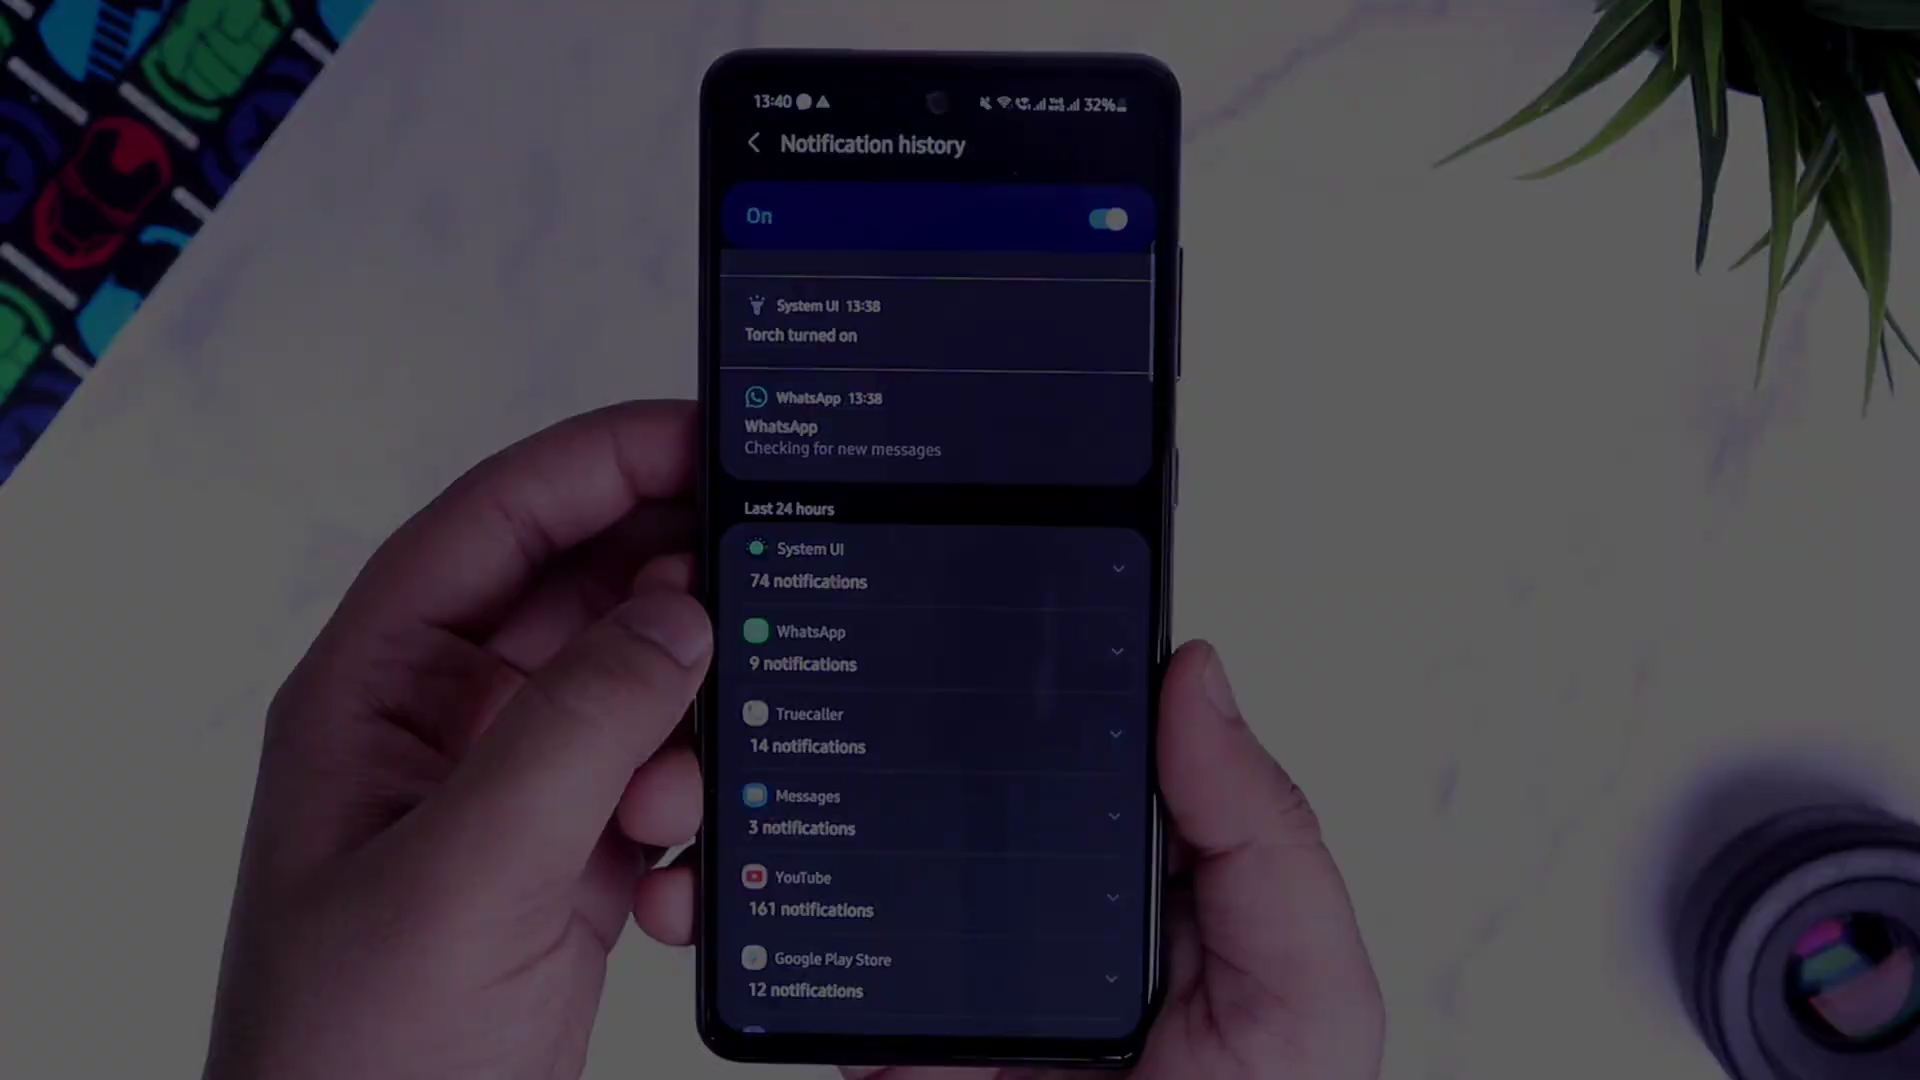 13:40
32%
Notification history
On
System UI 13:38
Torch turned on
WhatsApp 13:38
WhatsApp
Checking for new messages
Last 24 hours
System UI
74 notifications
WhatsApp
9 notifications
Truecaller
14 notifications
Messages
3 notifications
YouTube
161 notifications
Google Play Store
12 notifications